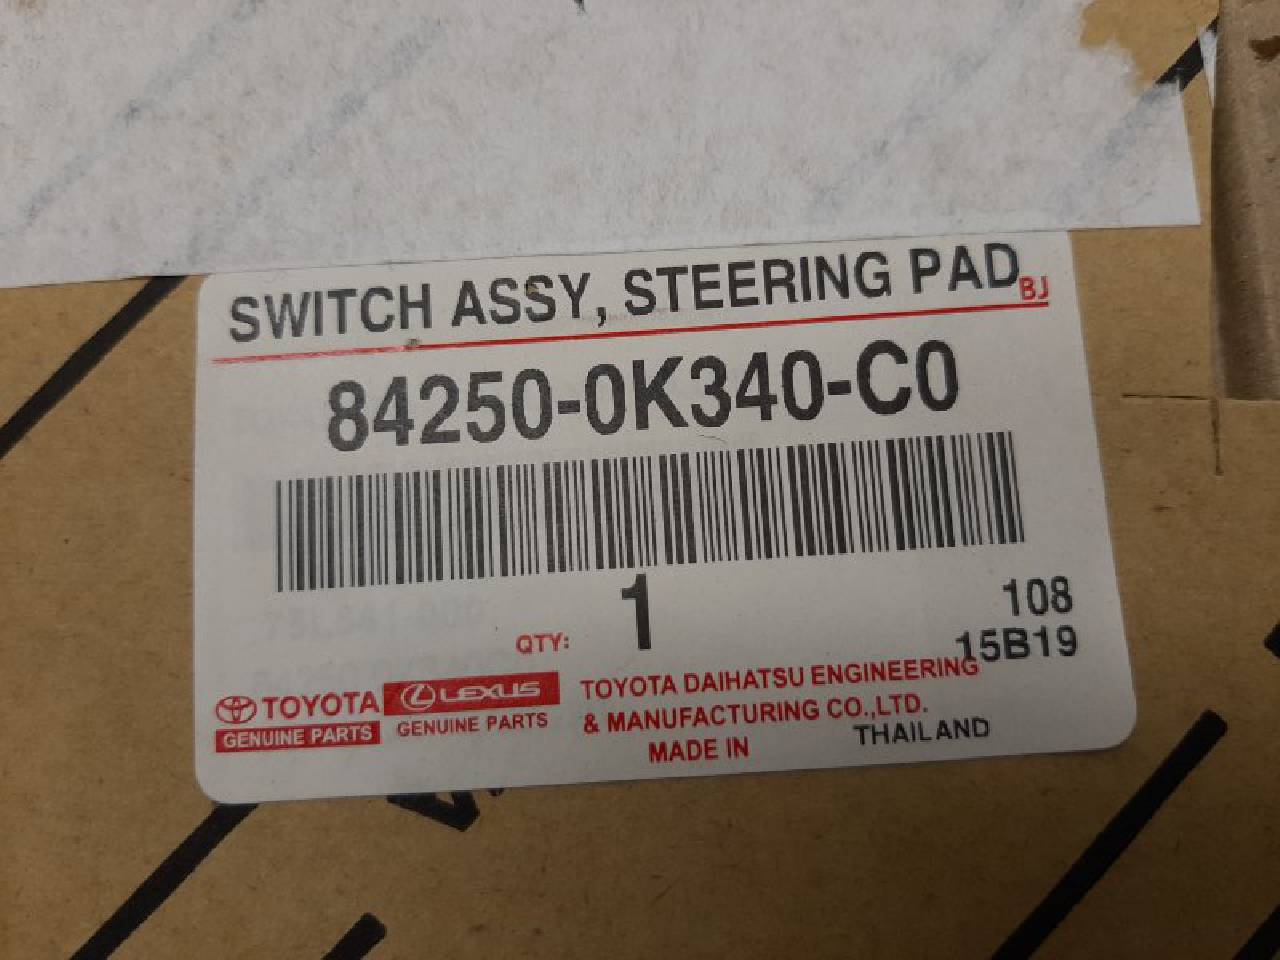 SWITCH ASSY, STEERING PAD
BJ
84250-0K340-C0
QTY: 1
108
15B19
TOYOTA
GENUINE PARTS
LEXUS
GENUINE PARTS
TOYOTA DAIHATSU ENGINEERING
& MANUFACTURING CO.,LTD.
MADE IN THAILAND